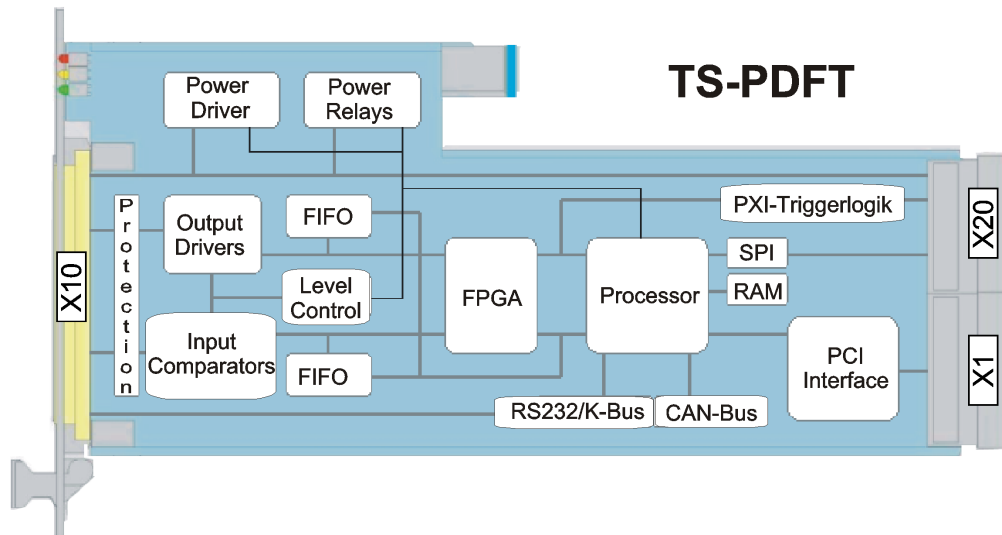 TS-PDFT
Power
Driver
Power
Relays
Protection
Output
Drivers
FIFO
PXI-Triggerlogik
X20
X10
Level
Control
FPGA
Processor
SPI
RAM
Input
Comparators
FIFO
PCI
Interface
X1
RS232/K-Bus
CAN-Bus